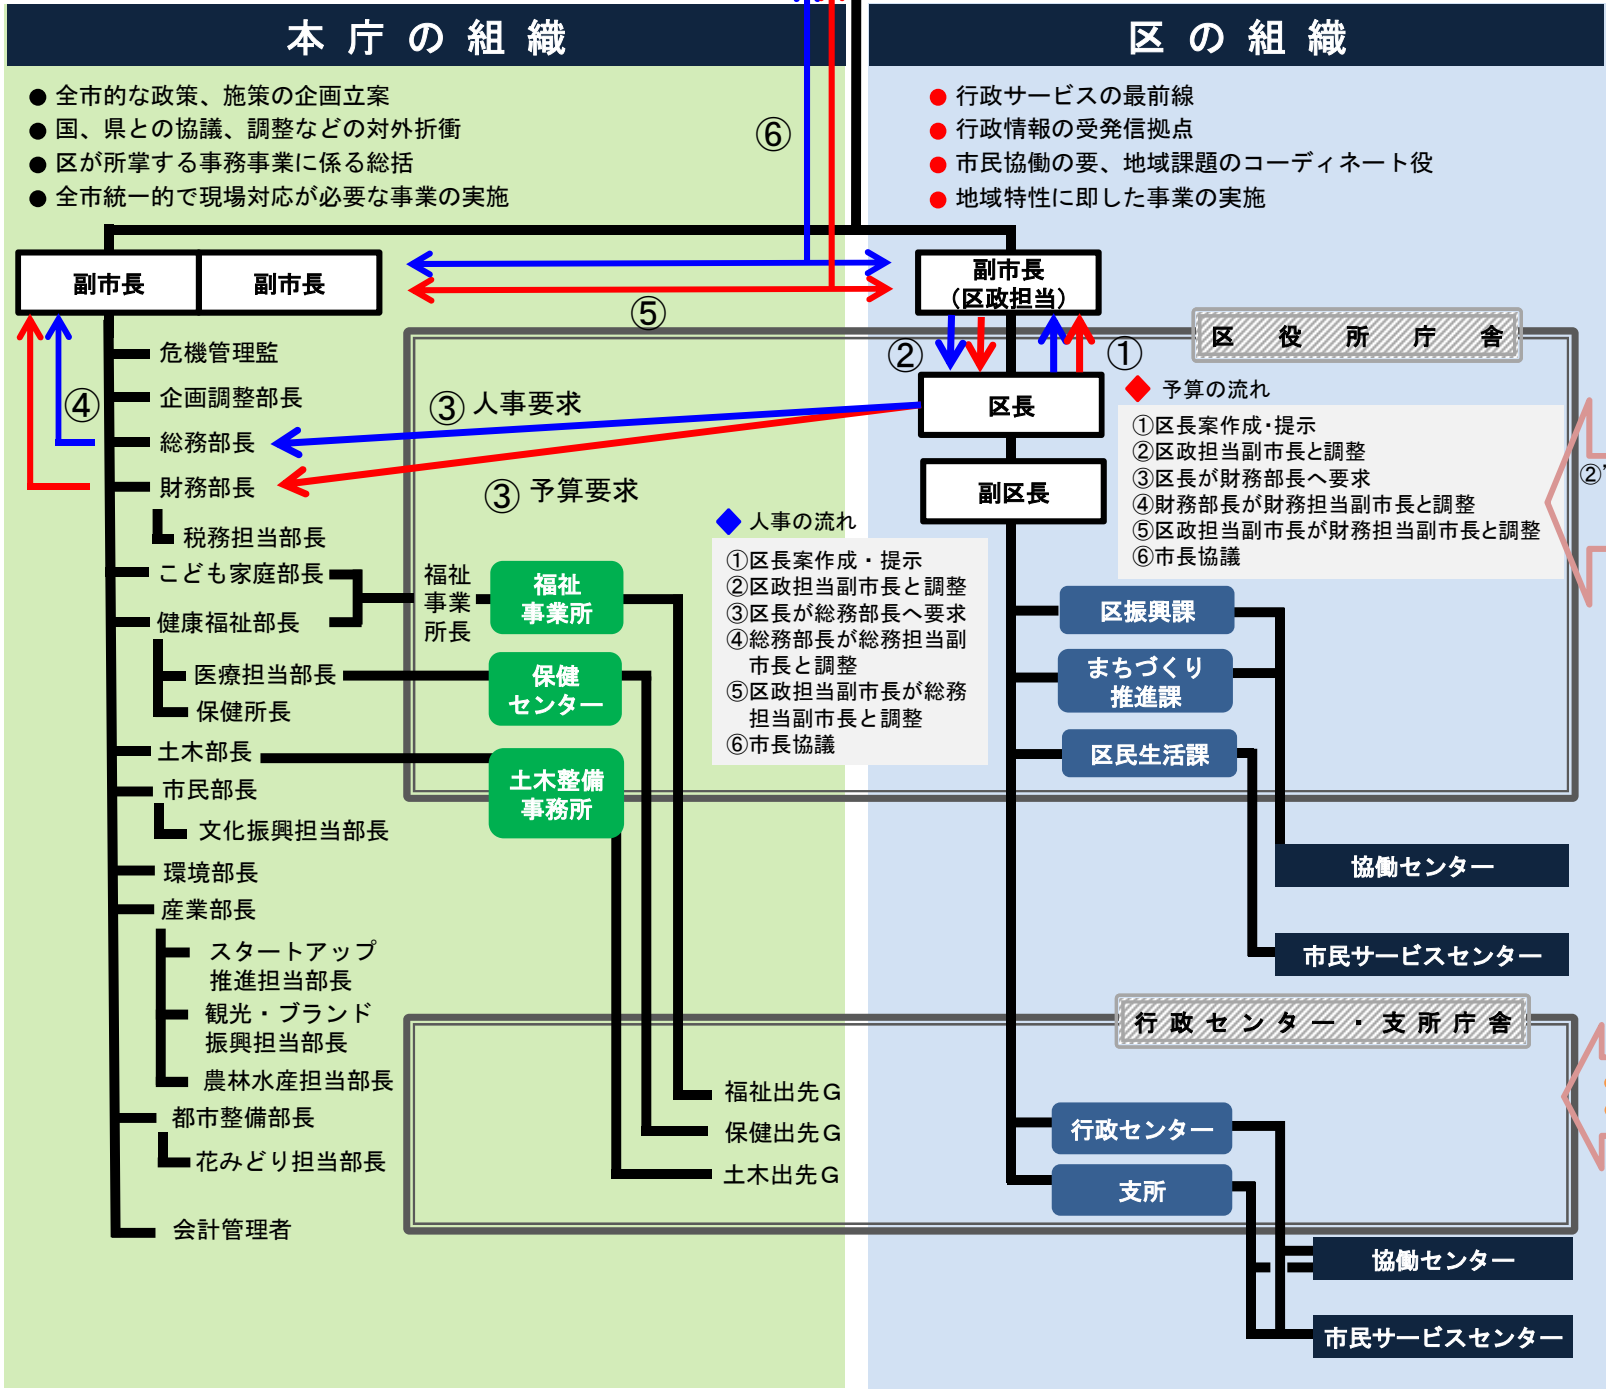 本庁の組織
● 全市的な政策、施策の企画立案
● 国、県との協議、調整などの対外折衝
● 区が所掌する事務事業に係る総括
● 全市統一的で現場対応が必要な事業の実施
⑥
区の組織
● 行政サービスの最前線
● 行政情報の受発信拠点
● 市民協働の要、地域課題のコーディネート役
● 地域特性に即した事業の実施
副市長
副市長
⑤
副市長
（区政担当）
区役所庁舎
②
①
区長
副区長
④
③ 人事要求
③ 予算要求
危機管理監
企画調整部長
総務部長
財務部長
税務担当部長
こども家庭部長
健康福祉部長
医療担当部長
保健所長
土木部長
市民部長
文化振興担当部長
環境部長
産業部長
スタートアップ
推進担当部長
観光・ブランド
振興担当部長
農林水産担当部長
都市整備部長
花みどり担当部長
会計管理者
福祉
事業
所長
福祉
事業所
保健
センター
土木整備
事務所
◆ 人事の流れ
①区長案作成・提示
②区政担当副市長と調整
③区長が総務部長へ要求
④総務部長が総務担当副
市長と調整
⑤区政担当副市長が総務
担当副市長と調整
⑥市長協議
◆ 予算の流れ
①区長案作成・提示
②区政担当副市長と調整
③区長が財務部長へ要求
④財務部長が財務担当副市長と調整
⑤区政担当副市長が財務担当副市長と調整
⑥市長協議
②'
区振興課
まちづくり
推進課
区民生活課
協働センター
市民サービスセンター
行政センター・支所庁舎
福祉出先Ｇ
保健出先Ｇ
土木出先Ｇ
行政センター
支所
協働センター
市民サービスセンター